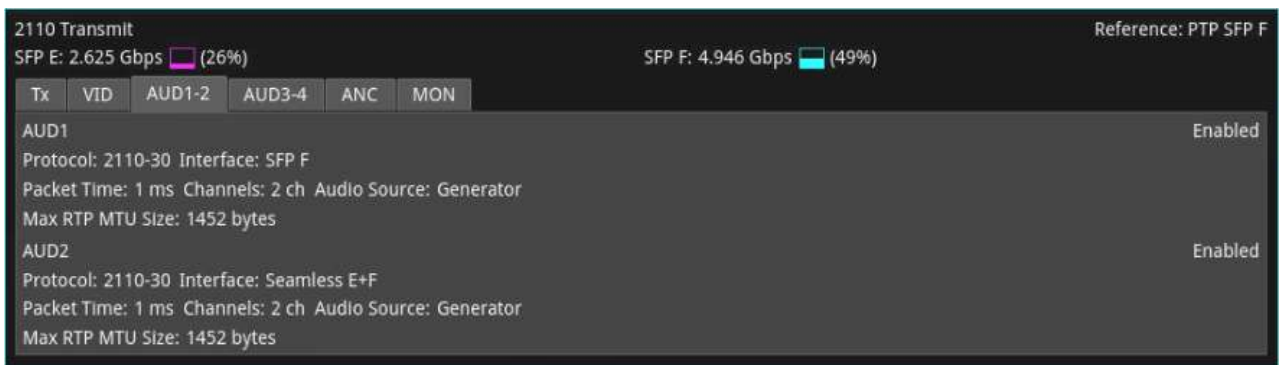 2110 Transmit Reference: PTP SFP F
SFP E: 2.625 Gbps (26%) SFP F: 4.946 Gbps (49%)
Tx VID AUD1-2 AUD3-4 ANC MON
AUD1 Enabled
Protocol: 2110-30 Interface: SFP F
Packet Time: 1 ms Channels: 2 ch Audio Source: Generator
Max RTP MTU Size: 1452 bytes
AUD2 Enabled
Protocol: 2110-30 Interface: Seamless E+F
Packet Time: 1 ms Channels: 2 ch Audio Source: Generator
Max RTP MTU Size: 1452 bytes